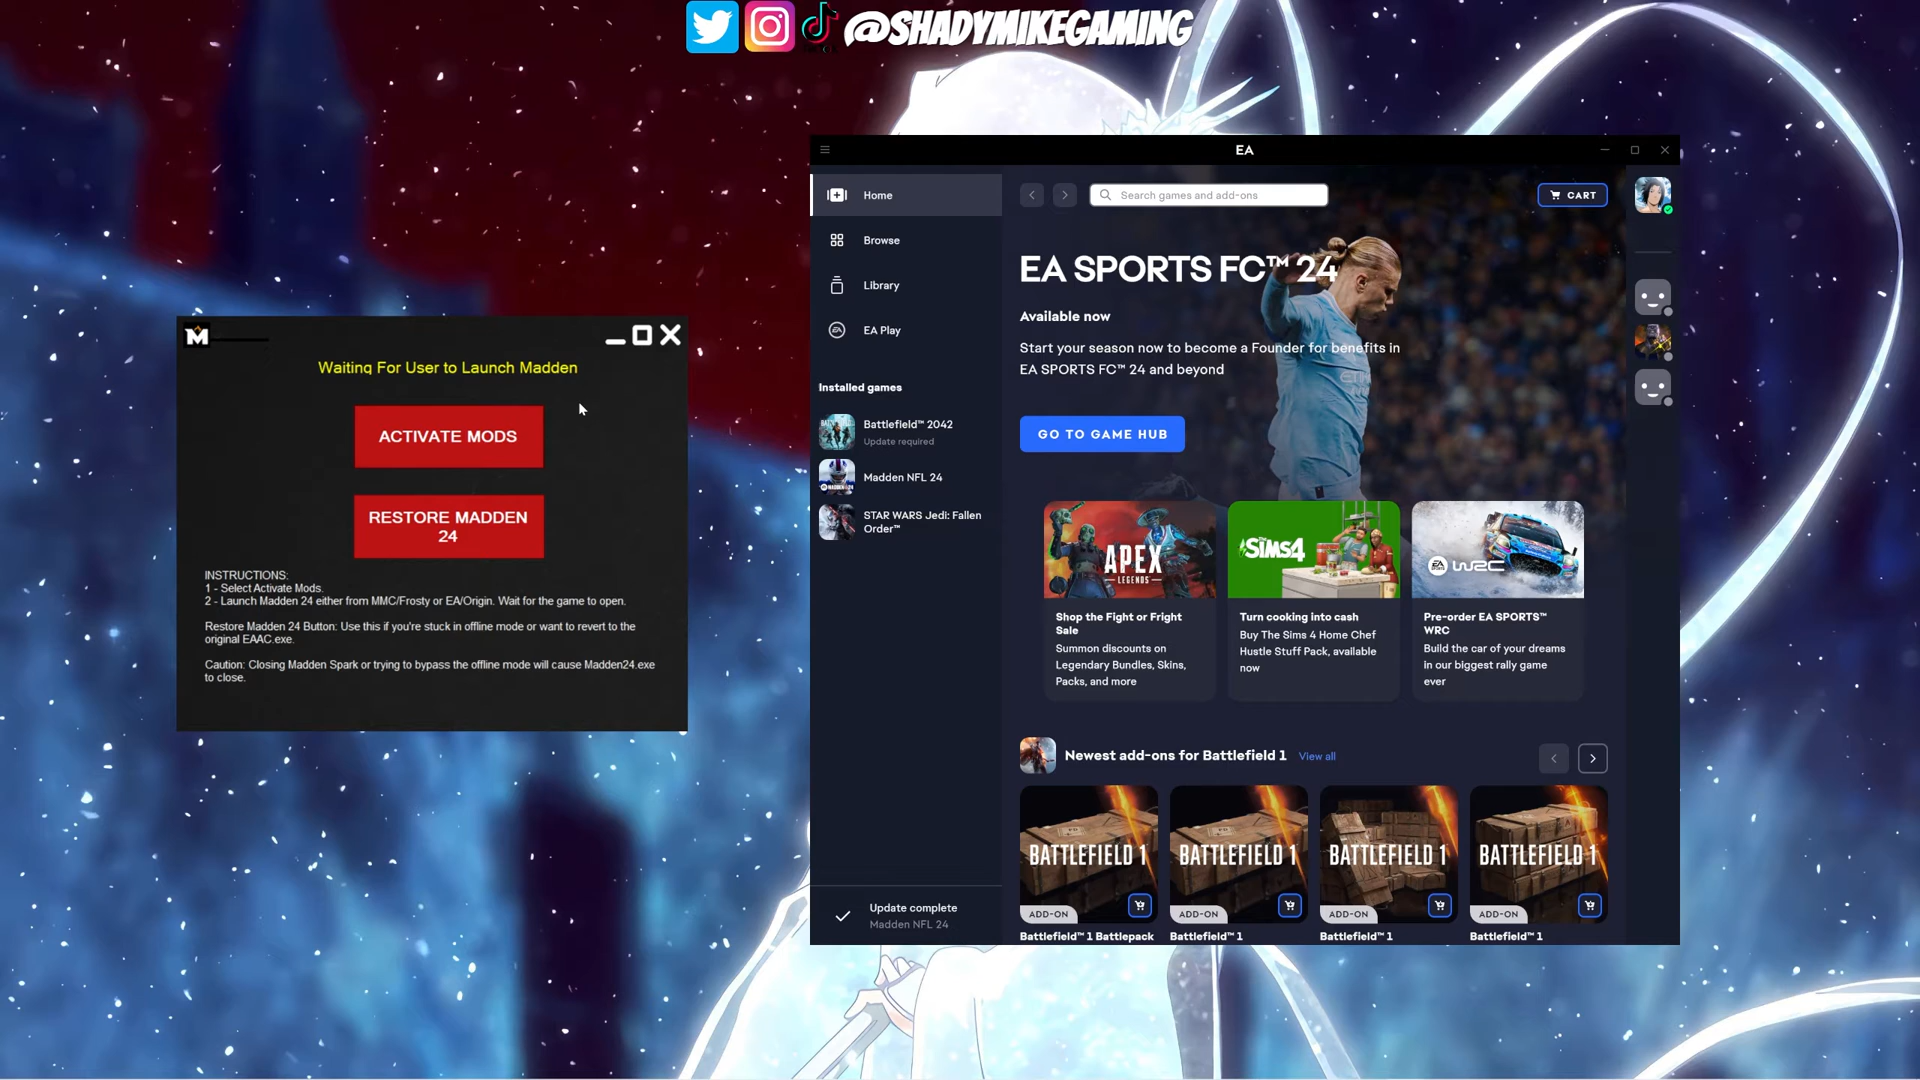 @SHADYMIKEGAMING
M
Waiting For User to Launch Madden
ACTIVATE MODS
RESTORE MADDEN
24
INSTRUCTIONS:
1 - Select Activate Mods.
2 - Launch Madden 24 either from MMC/Frosty or EA/Origin. Wait for the game to open.
Restore Madden 24 Button: Use this if you're stuck in offline mode or want to revert to the
original EAAC.exe.
Caution: Closing Madden Spark or trying to bypass the offline mode will cause Madden24.exe
to close.
EA
Home
Browse
Library
EA Play
Installed games
Battlefield™ 2042
Update required
Madden NFL 24
STAR WARS Jedi: Fallen
Order™
Update complete
Madden NFL 24
Search games and add-ons
CART
EA SPORTS FC™ 24
Available now
Start your season now to become a Founder for benefits in
EA SPORTS FC™ 24 and beyond
GO TO GAME HUB
APEX
LEGENDS
Shop the Fight or Fright
Sale
Summon discounts on
Legendary Bundles, Skins,
Packs, and more
THE SIMS 4
Turn cooking into cash
Buy The Sims 4 Home Chef
Hustle Stuff Pack, available
now
EA SPORTS WRC
Pre-order EA SPORTS™
WRC
Build the car of your dreams
in our biggest rally game
ever
Newest add-ons for Battlefield 1 View all
BATTLEFIELD 1
ADD-ON
Battlefield™ 1 Battlepack
BATTLEFIELD 1
ADD-ON
Battlefield™ 1
BATTLEFIELD 1
ADD-ON
Battlefield™ 1
BATTLEFIELD 1
ADD-ON
Battlefield™ 1